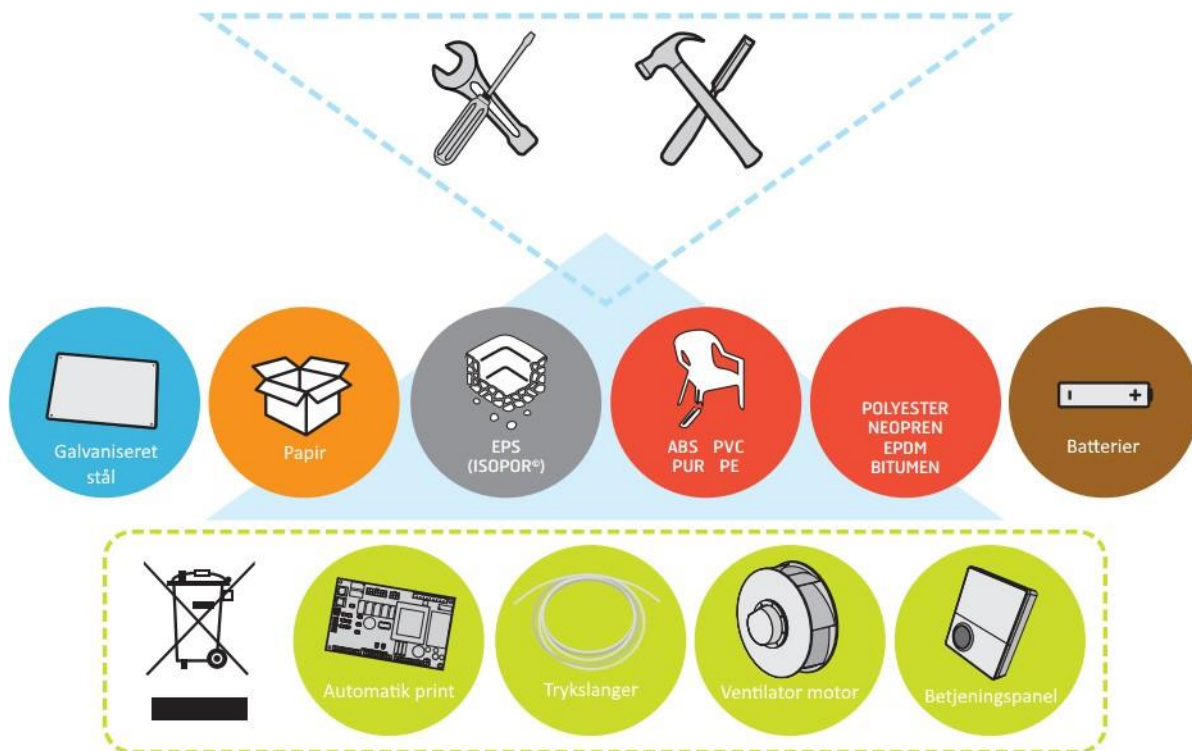 Galvaniseret
stål
Papir
EPS
(ISOPOR©)
ABS PVC
PUR PE
POLYESTER
NEOPREN
EPDM
BITUMEN
Batterier
Automatik print
Trykslanger
Ventilator motor
Betjeningspanel